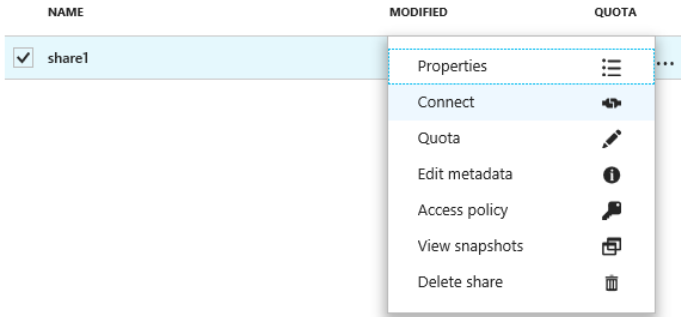 NAME MODIFIED QUOTA
share1 ...
Properties
Connect
Quota
Edit metadata
Access policy
View snapshots
Delete share